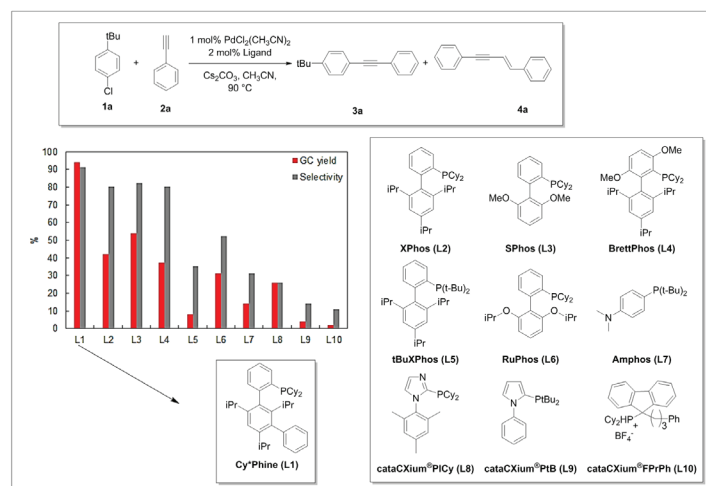 tBu
Cl
1a
+
2a
1 mol% PdCl2(CH3CN)2
2 mol% Ligand
Cs2CO3, CH3CN,
90 °C
tBu
3a
+
4a
100
90
80
70
60
50
40
30
20
10
0
%
GC yield
Selectivity
L1 L2 L3 L4 L5 L6 L7 L8 L9 L10
PCy2
iPr
iPr
iPr
Cy*Phine (L1)
PCy2
iPr
iPr
iPr
XPhos (L2)
PCy2
MeO
OMe
SPhos (L3)
OMe
MeO
PCy2
iPr
iPr
iPr
BrettPhos (L4)
P(t-Bu)2
iPr
iPr
iPr
tBuXPhos (L5)
PCy2
iPr
O
O
iPr
RuPhos (L6)
P(t-Bu)2
N
Amphos (L7)
N
N
PCy2
cataCXium®PICy (L8)
N
PtBu2
cataCXium®PtB (L9)
Cy2HP
+
( )3
Ph
BF4-
cataCXium®FPrPh (L10)